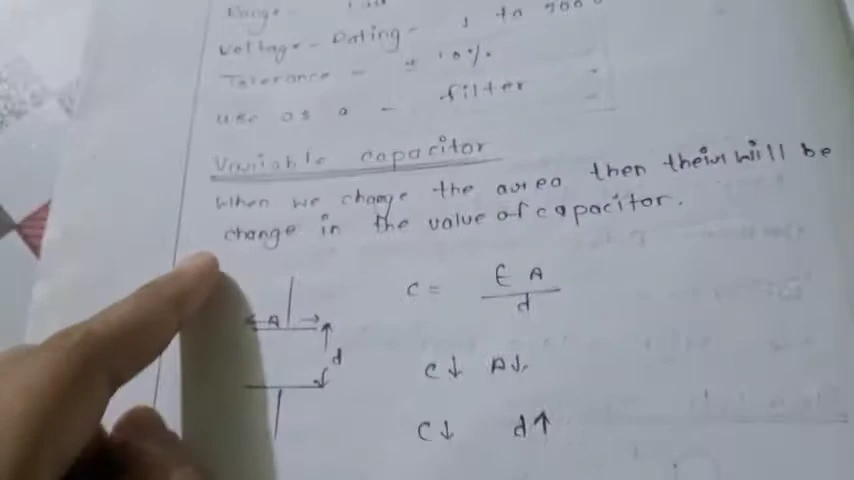 Range -
Voltage - Rating -
Tolerance - ± 10%
use as a - filter
Variable capacitor
When we change the area then their will be
change in the value of capacitor.
A
d
C = ϵ A
d
C↓ A↓
C↓ d↑